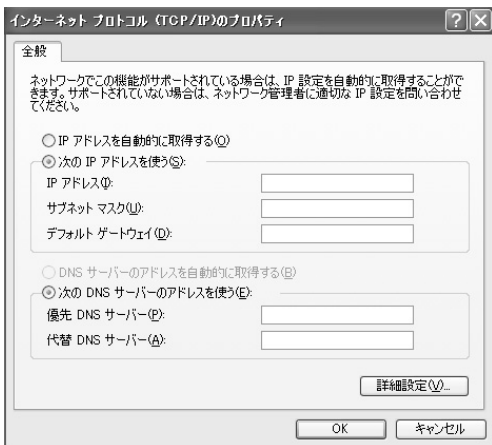 インターネット プロトコル (TCP/IP)のプロパティ
全般
ネットワークでこの機能がサポートされている場合は、IP 設定を自動的に取得することがで
きます。サポートされていない場合は、ネットワーク管理者に適切な IP 設定を問い合わせ
てください。
IP アドレスを自動的に取得する(O)
次の IP アドレスを使う(S):
IP アドレス(I):
サブネット マスク(U):
デフォルト ゲートウェイ(D):
DNS サーバーのアドレスを自動的に取得する(B)
次の DNS サーバーのアドレスを使う(E):
優先 DNS サーバー(P):
代替 DNS サーバー(A):
詳細設定(V)...
OK キャンセル